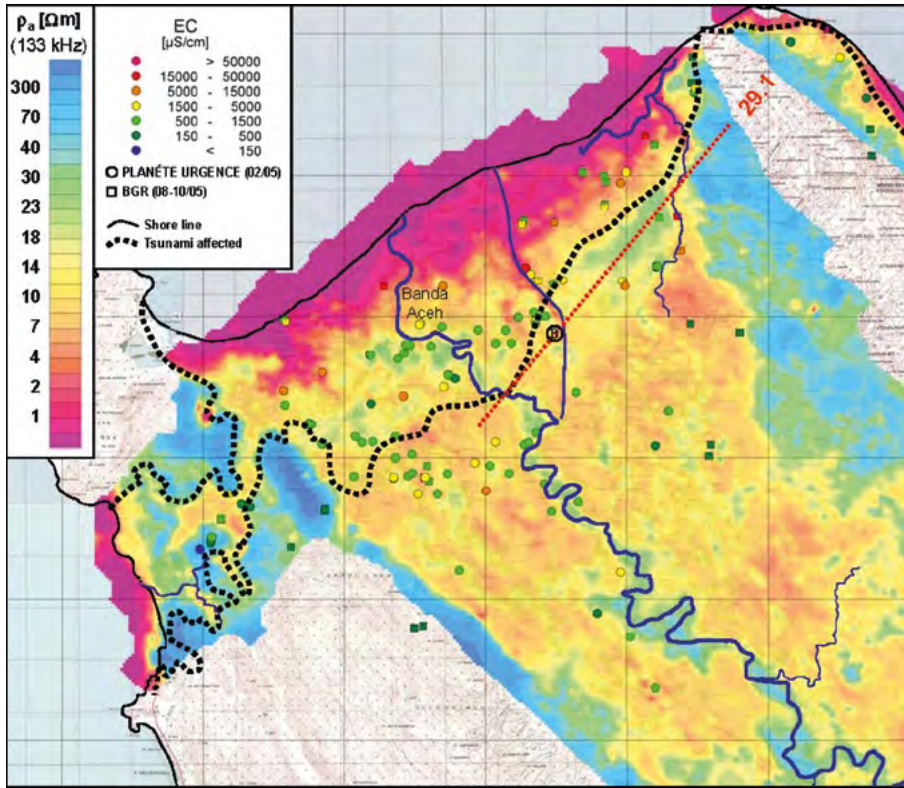 ρₐ [Ωm]
(133 kHz)
300
70
40
30
23
18
14
10
7
4
2
1
EC
[µS/cm]
> 50000
15000 - 50000
5000 - 15000
1500 - 5000
500 - 1500
150 - 500
< 150
PLANÉTE URGENCE (02/05)
BGR (08-10/05)
Shore line
Tsunami affected
29.1
Banda
Aceh